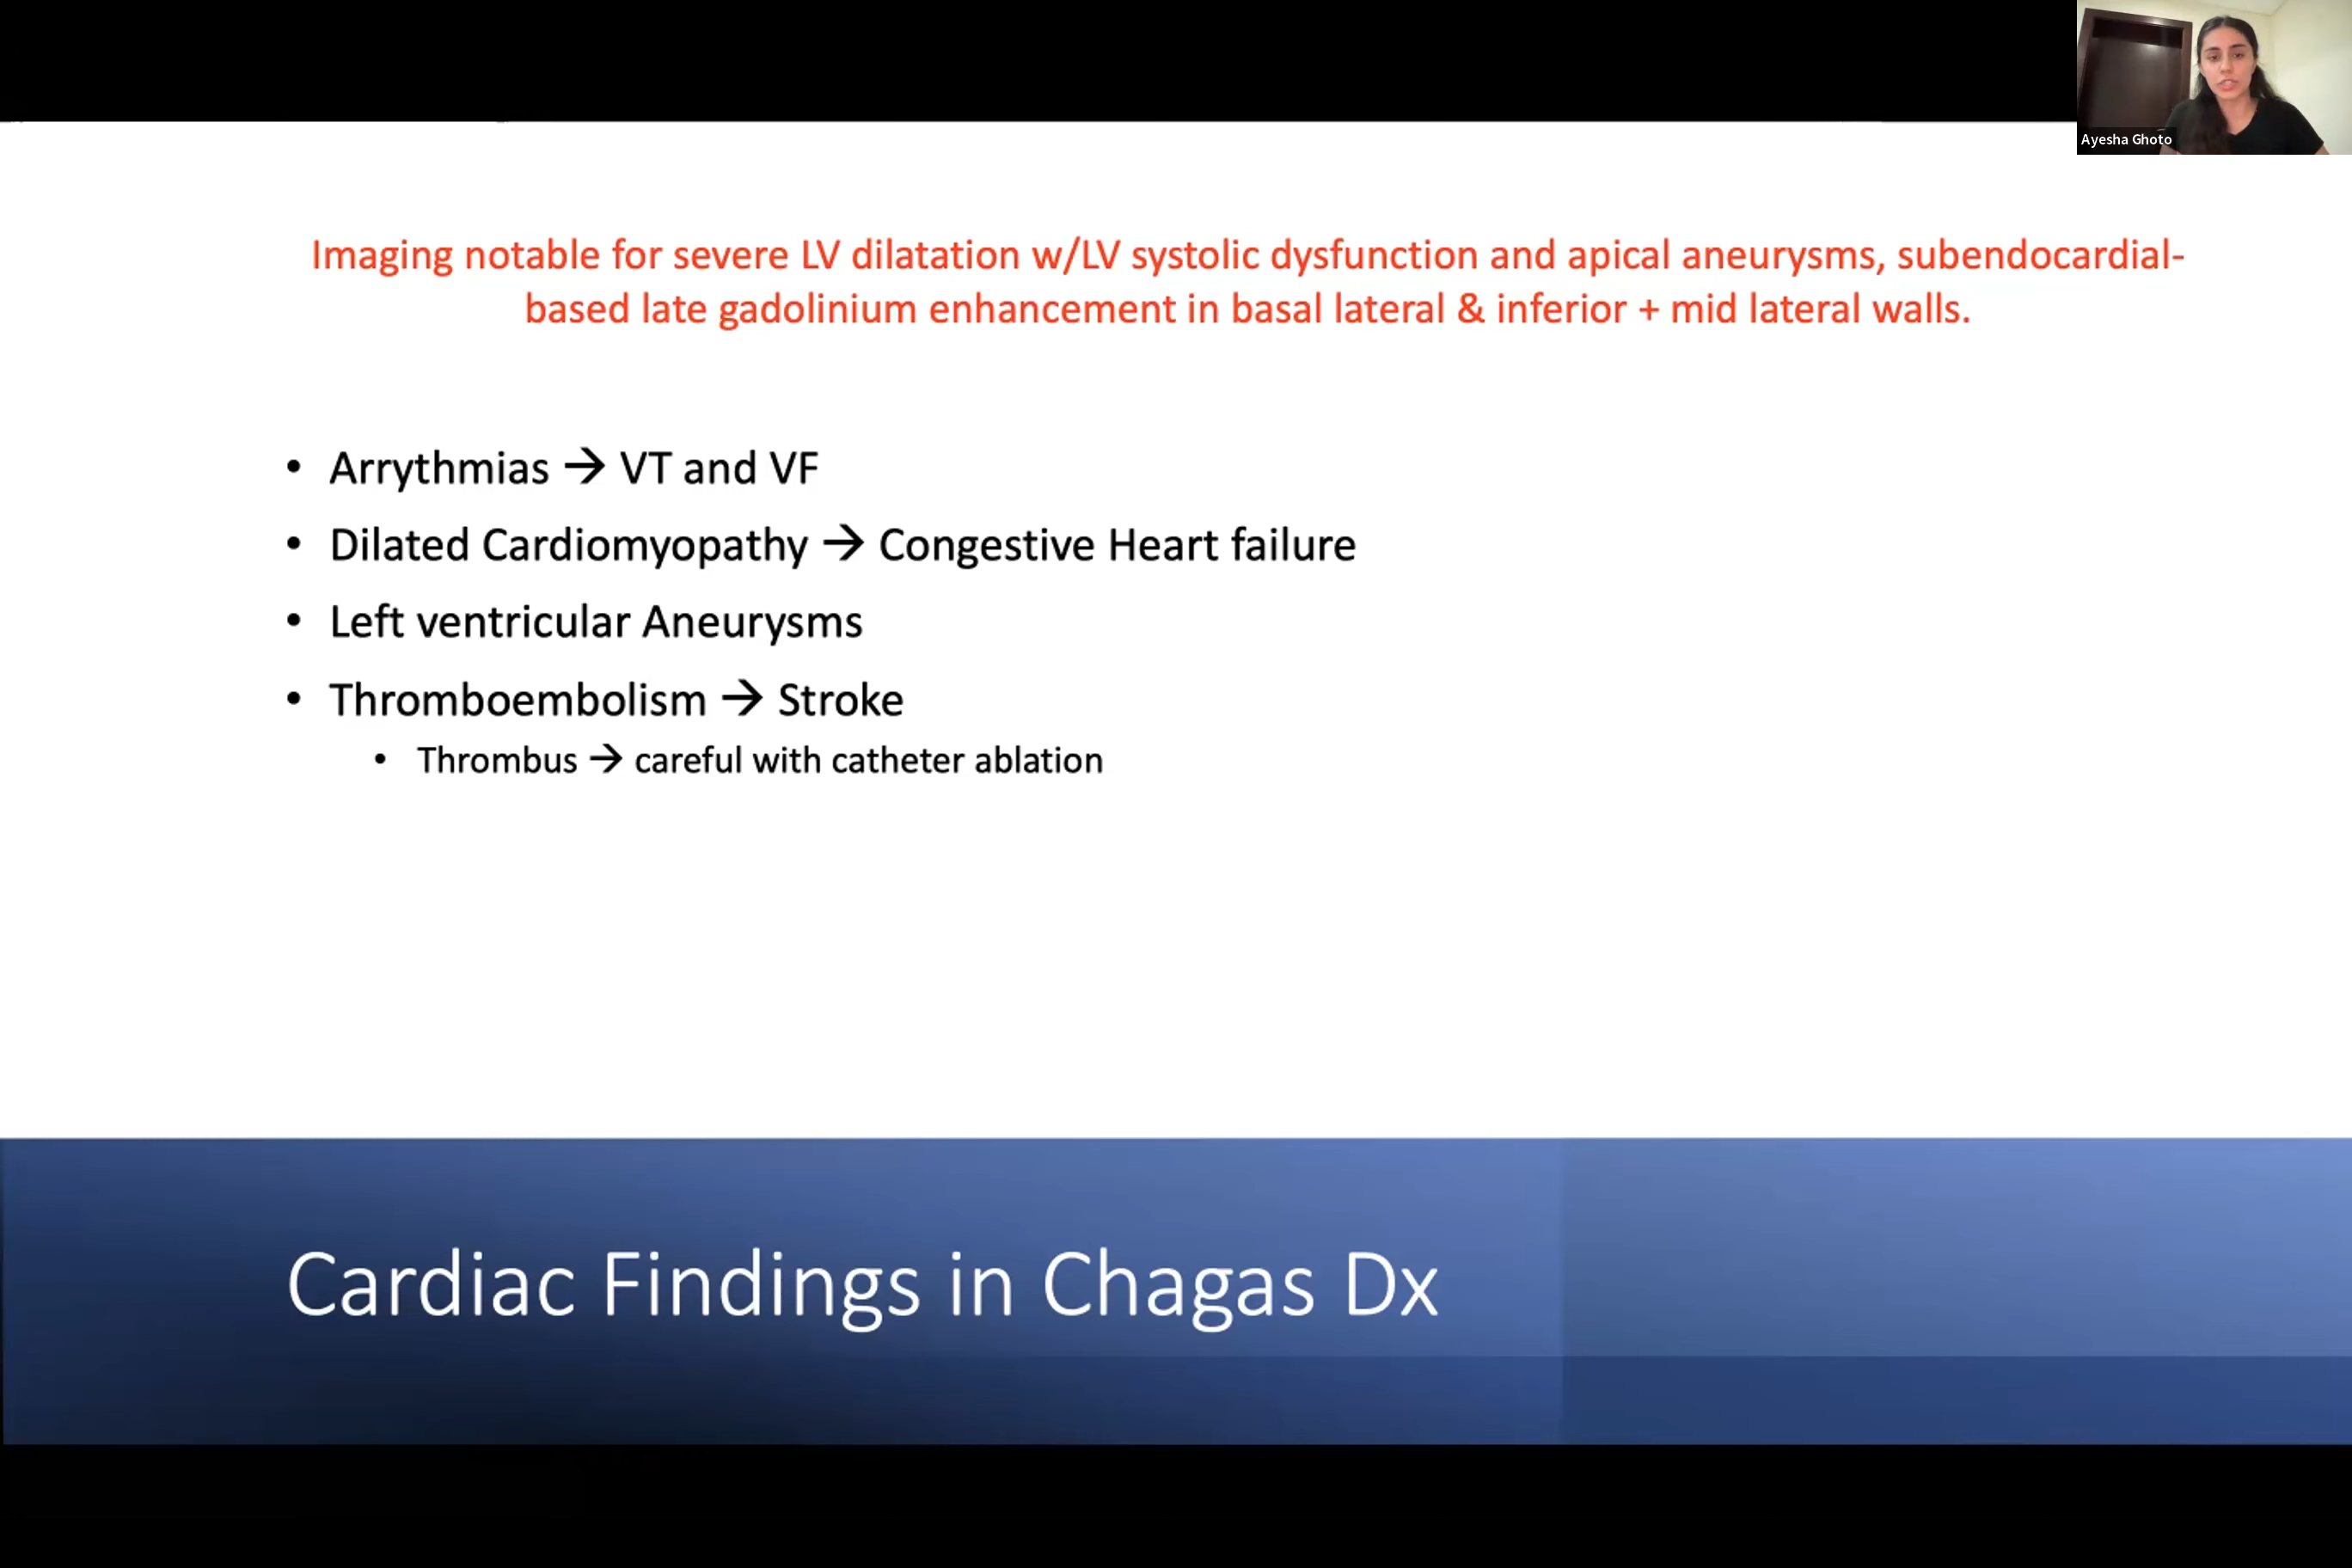 Ayesha Ghoto
Imaging notable for severe LV dilatation w/LV systolic dysfunction and apical aneurysms, subendocardial-
based late gadolinium enhancement in basal lateral & inferior + mid lateral walls.
• Arrythmias → VT and VF
• Dilated Cardiomyopathy → Congestive Heart failure
• Left ventricular Aneurysms
• Thromboembolism → Stroke
• Thrombus → careful with catheter ablation
Cardiac Findings in Chagas Dx